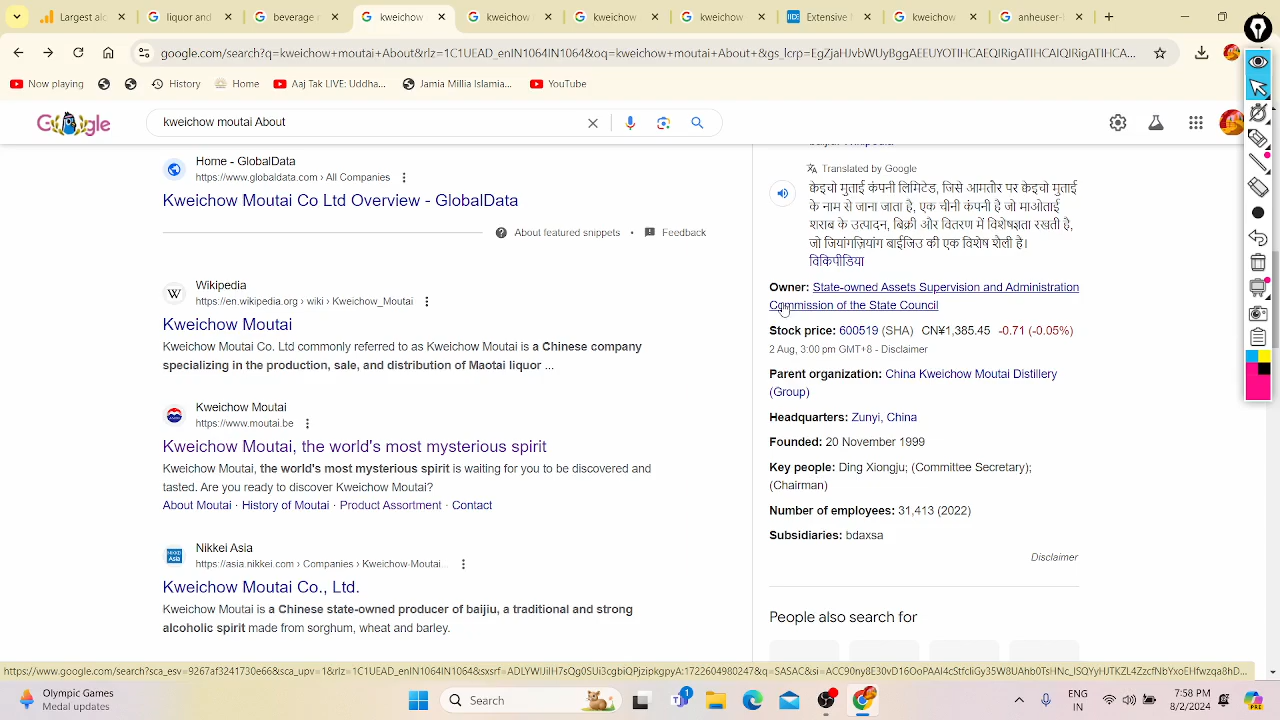 Largest alc
liquor and
beverage
kweichow
kweichow
kweichow
kweichow
Extensive
kweichow
anheuser-
google.com/search?q=kweichow+moutai+About&rlz=1C1UEAD_enIN1064IN1064&oq=kweichow+moutai+About+&gs_lcrp=EgZjaHJvbWUyBggAEEUYOTIHCAEQIRigATIHCAIQIRigATIHCA...
Now playing
History
Home
Aaj Tak LIVE: Uddha...
Jamia Millia Islamia...
YouTube
Google
kweichow moutai About
Home - GlobalData
https://www.globaldata.com › All Companies
Kweichow Moutai Co Ltd Overview - GlobalData
About featured snippets
•
Feedback
Wikipedia
https://en.wikipedia.org › wiki › Kweichow_Moutai
Kweichow Moutai
Kweichow Moutai Co. Ltd commonly referred to as Kweichow Moutai is a Chinese company
specializing in the production, sale, and distribution of Maotai liquor ...
Kweichow Moutai
https://www.moutai.be
Kweichow Moutai, the world's most mysterious spirit
Kweichow Moutai, the world's most mysterious spirit is waiting for you to be discovered and
tasted. Are you ready to discover Kweichow Moutai?
About Moutai · History of Moutai · Product Assortment · Contact
Nikkei Asia
https://asia.nikkei.com › Companies › Kweichow-Moutai...
Kweichow Moutai Co., Ltd.
Kweichow Moutai is a Chinese state-owned producer of baijiu, a traditional and strong
alcoholic spirit made from sorghum, wheat and barley.
Translated by Google
केइचो मुताई कंपनी लिमिटेड, जिसे आमतौर पर केइचो मुताई
के नाम से जाना जाता है, एक चीनी कंपनी है जो माओताई
शराब के उत्पादन, बिक्री और वितरण में विशेषज्ञता रखती है,
जो जियांगज़ियांग बाईजिउ की एक विशेष शैली है।
विकिपीडिया
Owner: State-owned Assets Supervision and Administration
Commission of the State Council
Stock price: 600519 (SHA) CN¥1,385.45 -0.71 (-0.05%)
2 Aug, 3:00 pm GMT+8 - Disclaimer
Parent organization: China Kweichow Moutai Distillery
(Group)
Headquarters: Zunyi, China
Founded: 20 November 1999
Key people: Ding Xiongju; (Committee Secretary);
(Chairman)
Number of employees: 31,413 (2022)
Subsidiaries: bdaxsa
Disclaimer
People also search for
Olympic Games
Medal updates
Search
ENG
IN
7:58 PM
8/2/2024